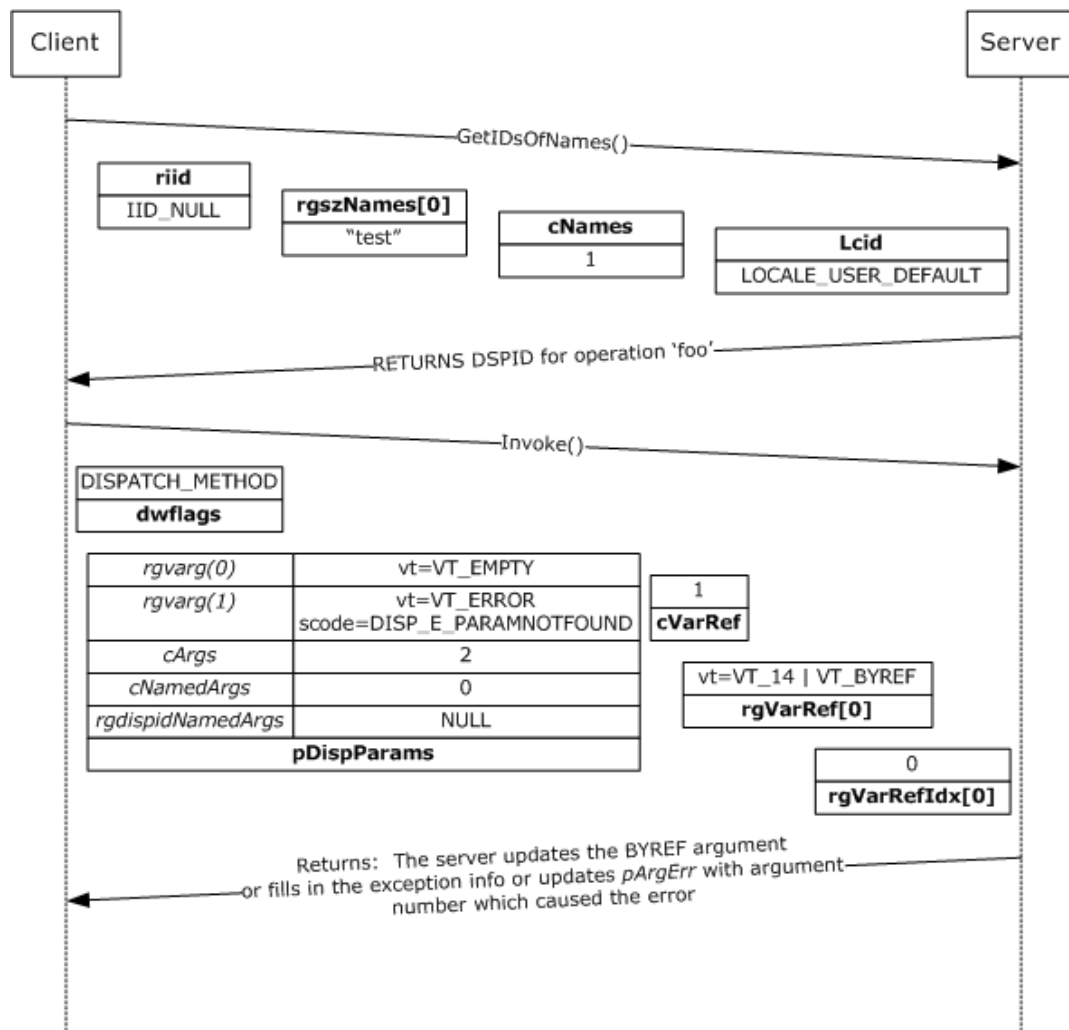 Client
Server
GetIDsOfNames()
riid
IID_NULL
rgszNames[0]
“test”
cNames
1
Lcid
LOCALE_USER_DEFAULT
RETURNS DSPID for operation ‘foo’
Invoke()
DISPATCH_METHOD
dwflags
rgvarg(0) vt=VT_EMPTY
rgvarg(1) vt=VT_ERROR
scode=DISP_E_PARAMNOTFOUND
cArgs 2
cNamedArgs 0
rgdispidNamedArgs NULL
pDispParams
1
cVarRef
vt=VT_14 | VT_BYREF
rgVarRef[0]
0
rgVarRefIdx[0]
Returns: The server updates the BYREF argument
or fills in the exception info or updates pArgErr with argument
number which caused the error